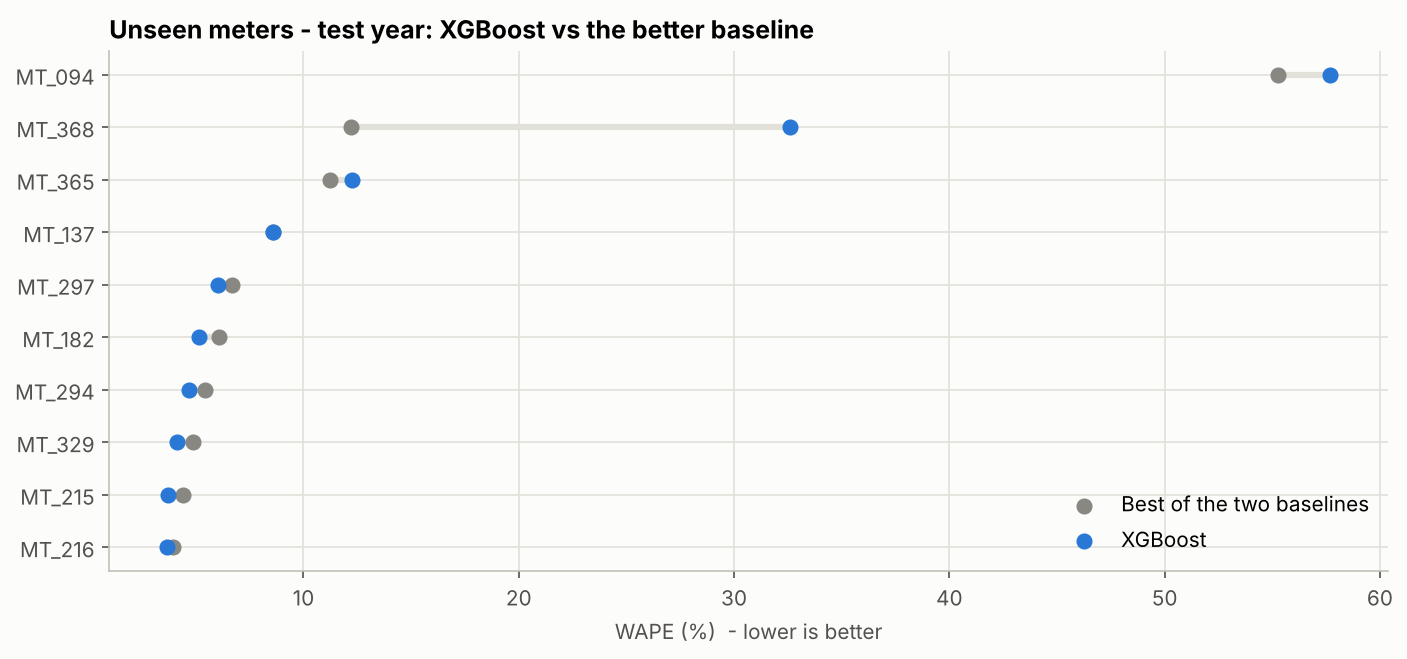 Unseen meters - test year: XGBoost vs the better baseline
MT_094
MT_368
MT_365
MT_137
MT_297
MT_182
MT_294
MT_329
MT_215
MT_216
Best of the two baselines
XGBoost
10 20 30 40 50 60
WAPE (%) - lower is better